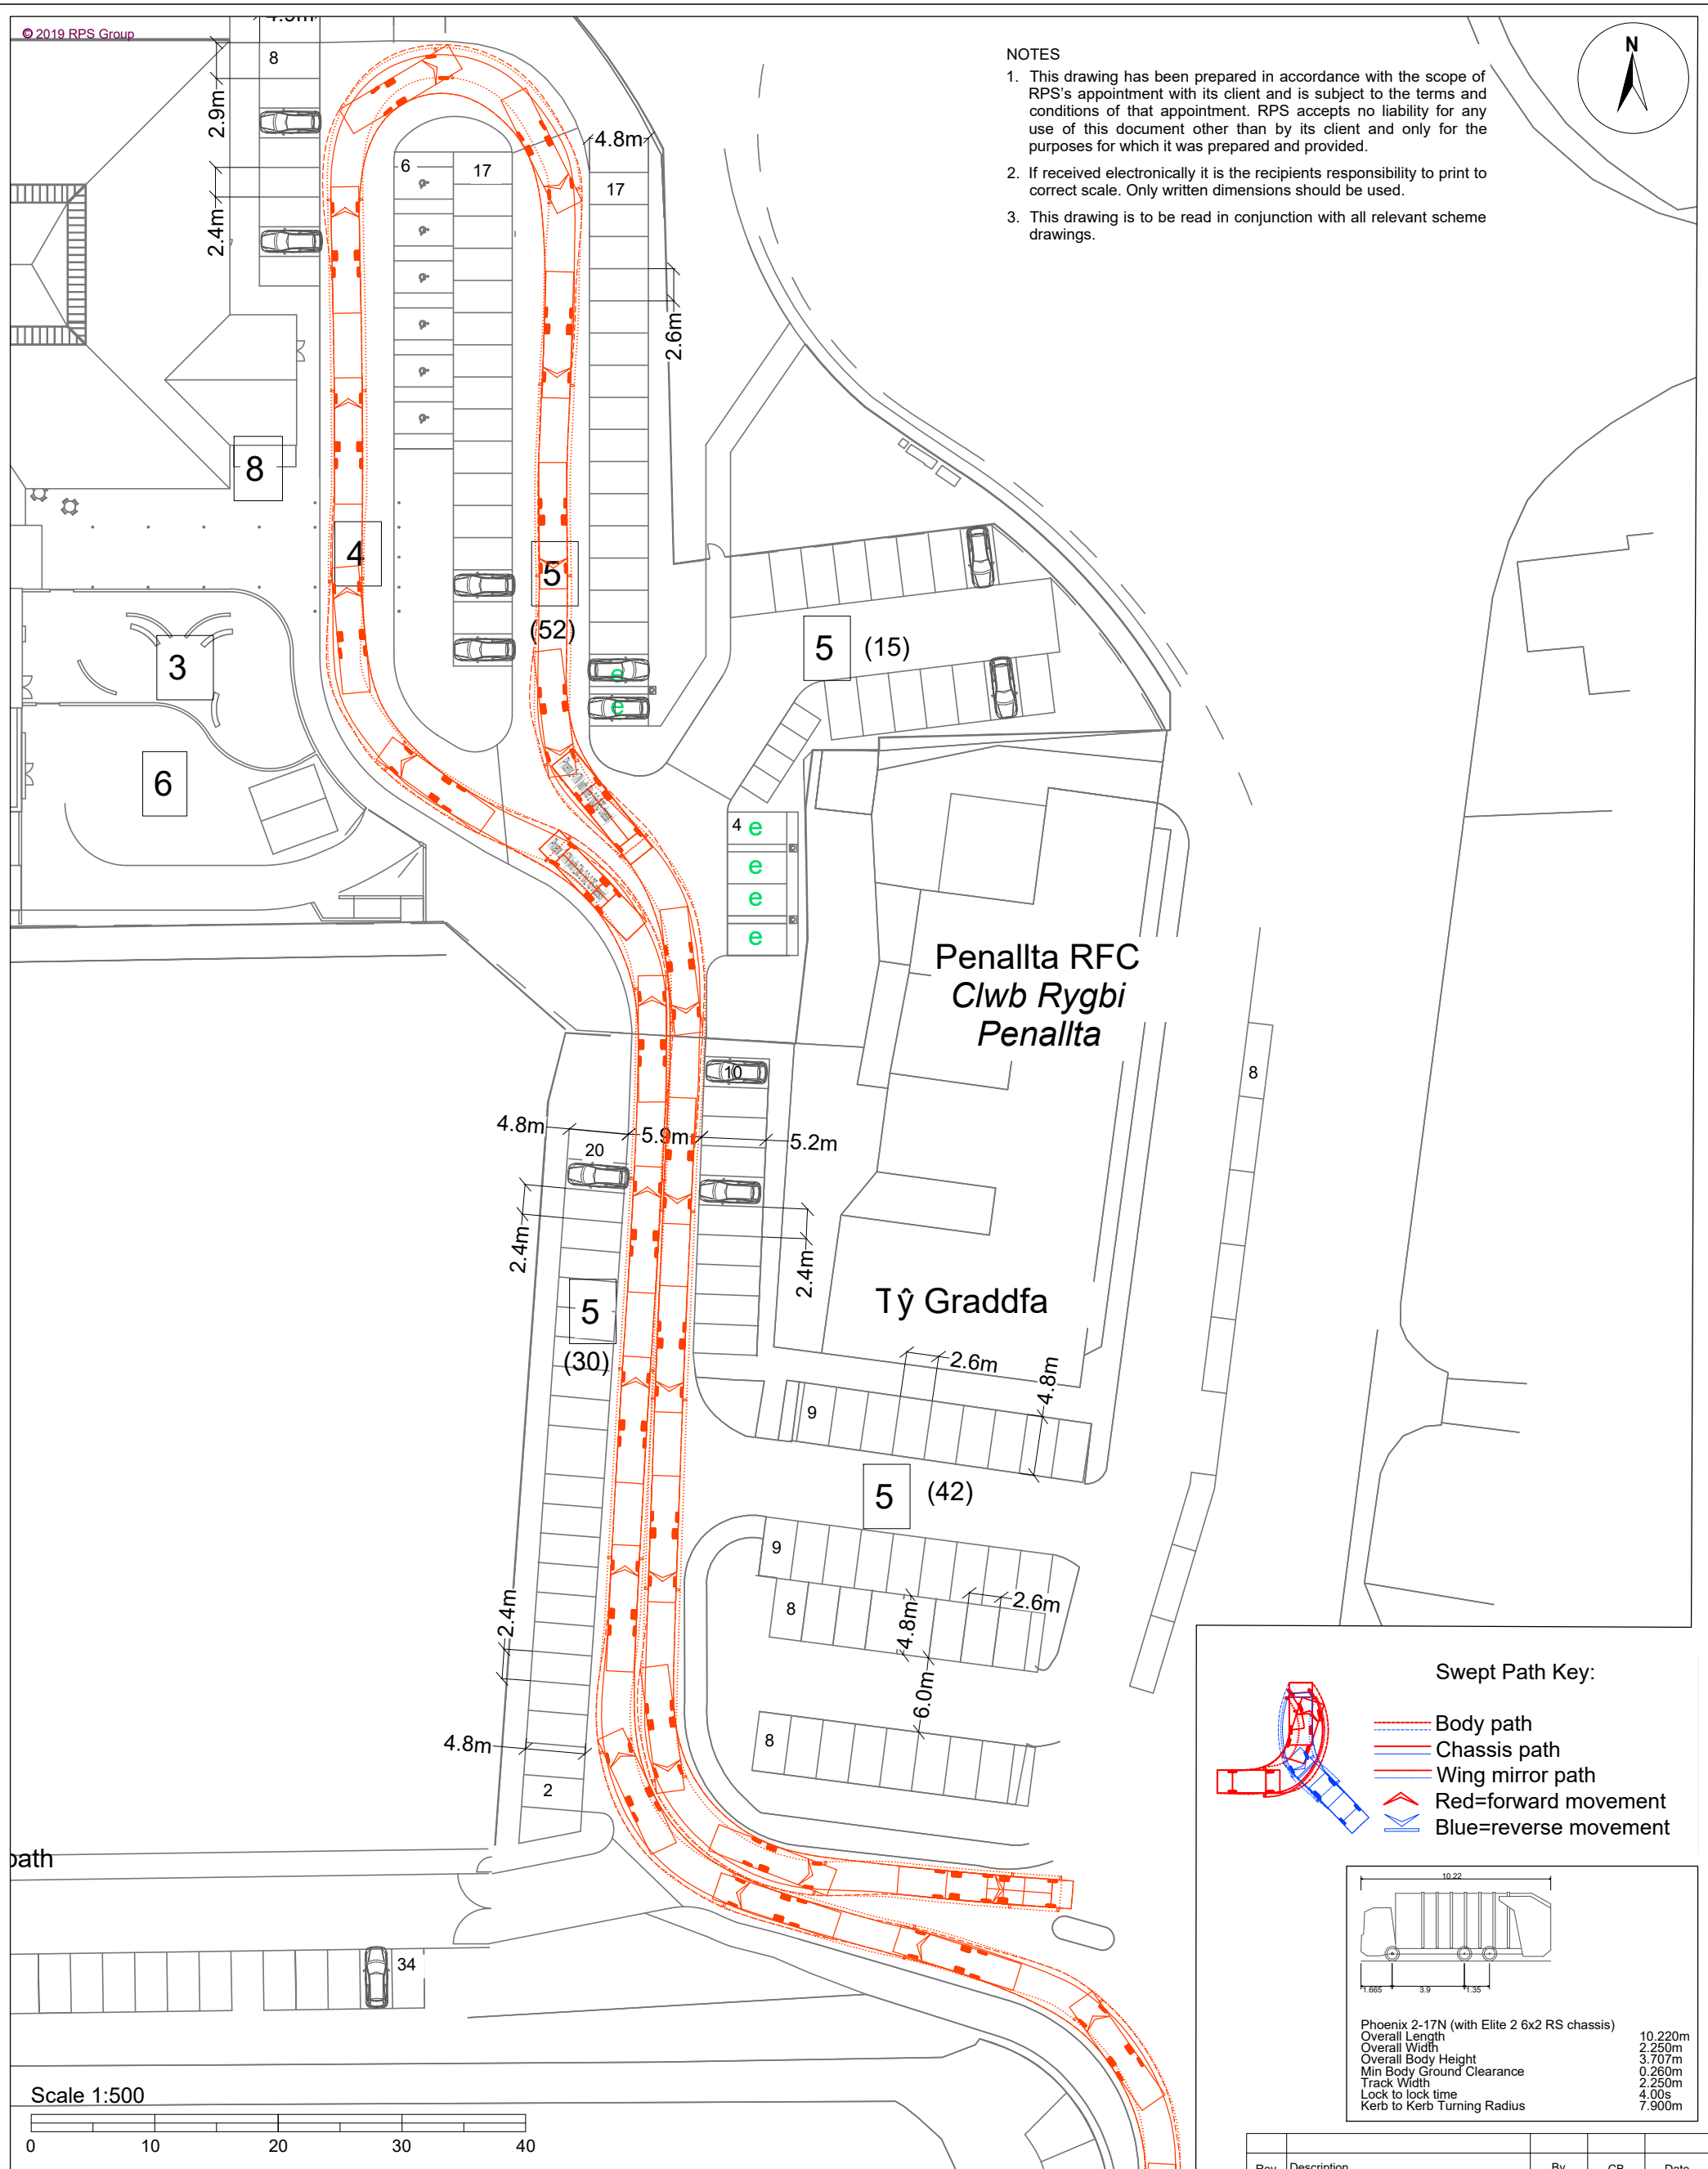 © 2019 RPS Group
NOTES
1. This drawing has been prepared in accordance with the scope of
RPS's appointment with its client and is subject to the terms and
conditions of that appointment. RPS accepts no liability for any
use of this document other than by its client and only for the
purposes for which it was prepared and provided.
2. If received electronically it is the recipients responsibility to print to
correct scale. Only written dimensions should be used.
3. This drawing is to be read in conjunction with all relevant scheme
drawings.
N
8
2.9m
2.4m
4.8m
6
17
17
2.6m
8
4
5
(52)
3
6
5 (15)
e
e
4 e
e
e
e
Penallta RFC
Clwb Rygbi
Penallta
10
8
4.8m
5.9m
5.2m
20
2.4m
2.4m
5
(30)
Tŷ Graddfa
2.6m
4.8m
9
5 (42)
9
8
2.6m
4.8m
6.0m
8
2.4m
4.8m
2
34
Scale 1:500
0 10 20 30 40
Swept Path Key:
Body path
Chassis path
Wing mirror path
Red=forward movement
Blue=reverse movement
10.22
1.665 3.9 1.35
Phoenix 2-17N (with Elite 2 6x2 RS chassis)
Overall Length 10.220m
Overall Width 2.250m
Overall Body Height 3.707m
Min Body Ground Clearance 0.260m
Track Width 2.250m
Lock to lock time 4.00s
Kerb to Kerb Turning Radius 7.900m
Rev Description By CB Date